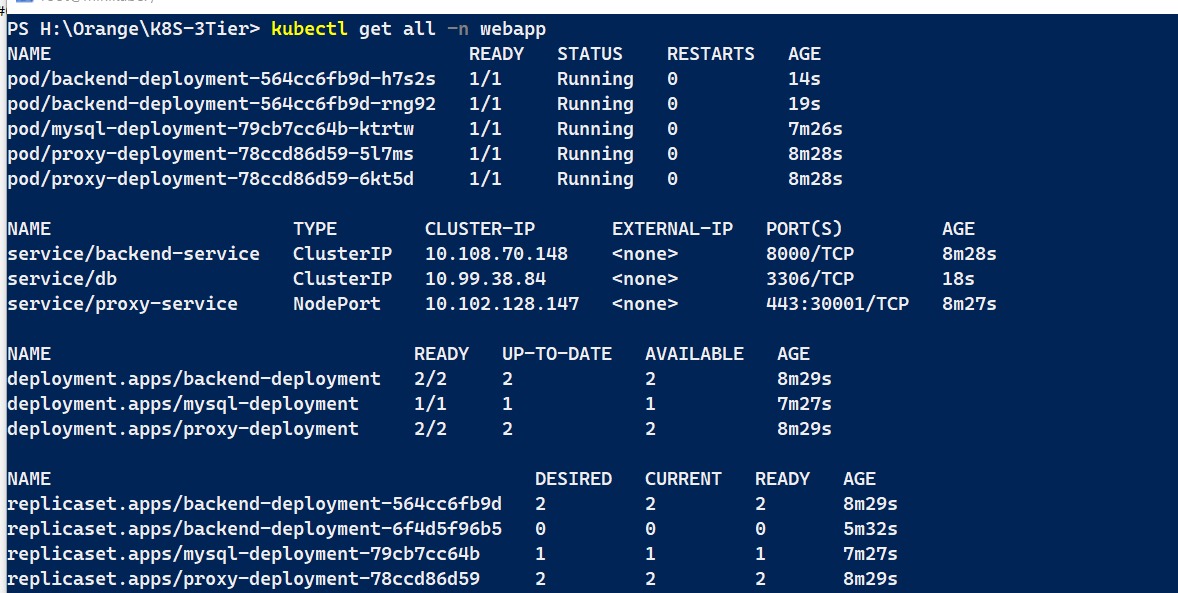 PS H:\Orange\K8S-3Tier> kubectl get all -n webapp
NAME READY STATUS RESTARTS AGE
pod/backend-deployment-564cc6fb9d-h7s2s 1/1 Running 0 14s
pod/backend-deployment-564cc6fb9d-rng92 1/1 Running 0 19s
pod/mysql-deployment-79cb7cc64b-ktrtw 1/1 Running 0 7m26s
pod/proxy-deployment-78ccd86d59-5l7ms 1/1 Running 0 8m28s
pod/proxy-deployment-78ccd86d59-6kt5d 1/1 Running 0 8m28s
NAME TYPE CLUSTER-IP EXTERNAL-IP PORT(S) AGE
service/backend-service ClusterIP 10.108.70.148 <none> 8000/TCP 8m28s
service/db ClusterIP 10.99.38.84 <none> 3306/TCP 18s
service/proxy-service NodePort 10.102.128.147 <none> 443:30001/TCP 8m27s
NAME READY UP-TO-DATE AVAILABLE AGE
deployment.apps/backend-deployment 2/2 2 2 8m29s
deployment.apps/mysql-deployment 1/1 1 1 7m27s
deployment.apps/proxy-deployment 2/2 2 2 8m29s
NAME DESIRED CURRENT READY AGE
replicaset.apps/backend-deployment-564cc6fb9d 2 2 2 8m29s
replicaset.apps/backend-deployment-6f4d5f96b5 0 0 0 5m32s
replicaset.apps/mysql-deployment-79cb7cc64b 1 1 1 7m27s
replicaset.apps/proxy-deployment-78ccd86d59 2 2 2 8m29s